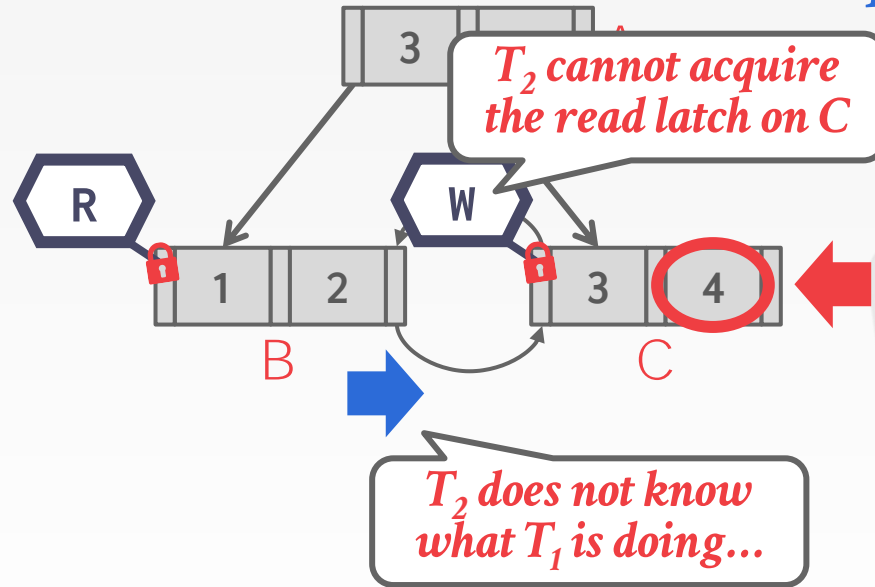 3
T₂ cannot acquire
the read latch on C
R
W
1 2
3 4
B
C
T₂ does not know
what T₁ is doing...